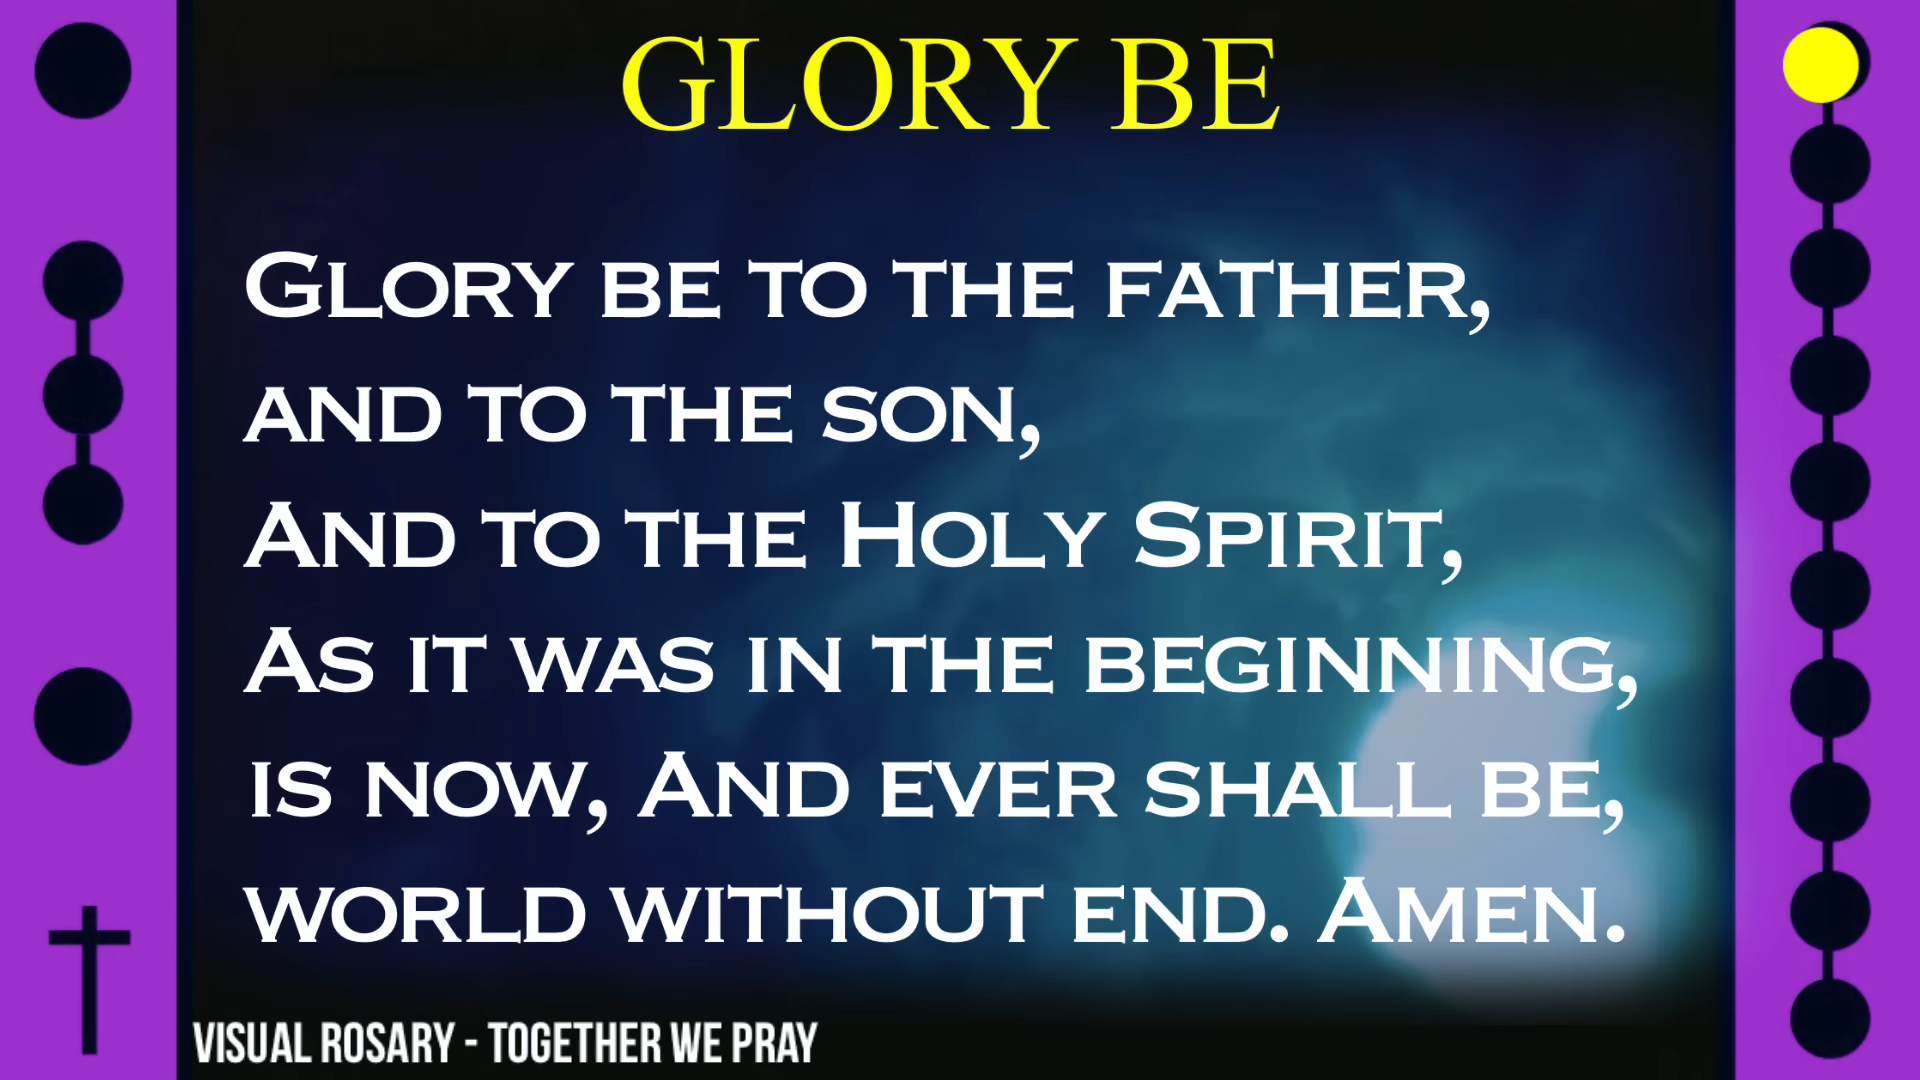 GLORY BE
Glory be to the father,
and to the son,
And to the Holy Spirit,
As it was in the beginning,
is now, And ever shall be,
world without end. Amen.
VISUAL ROSARY - TOGETHER WE PRAY